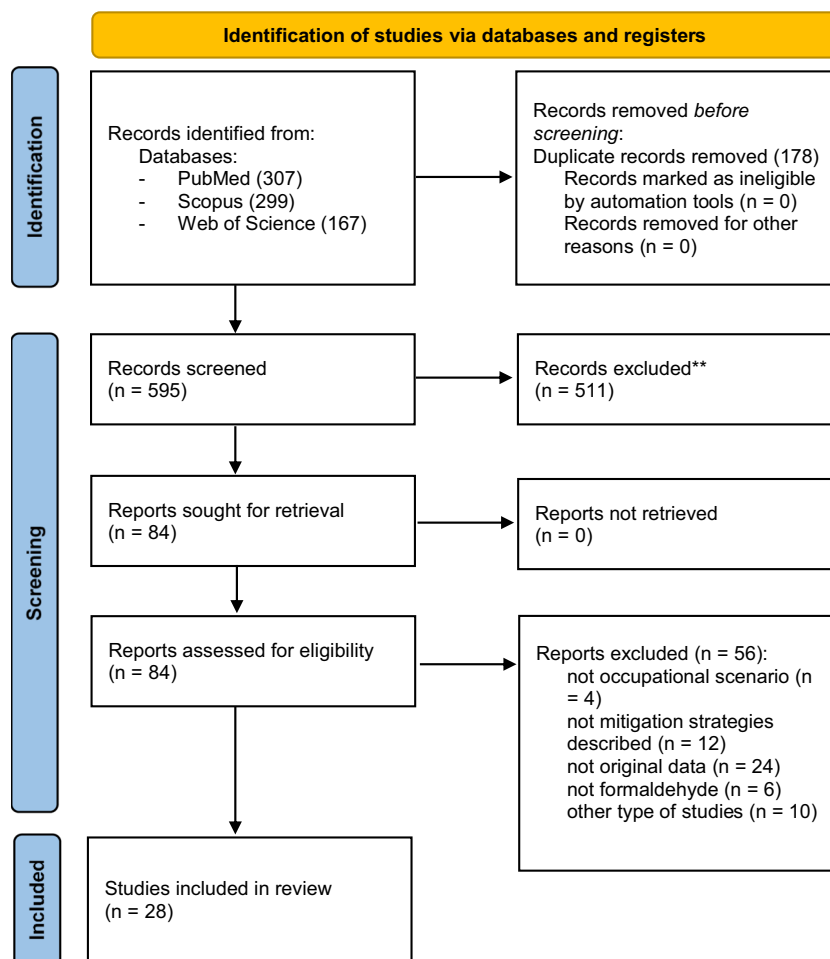 Identification of studies via databases and registers
Identification
Records identified from:
Databases:
- PubMed (307)
- Scopus (299)
- Web of Science (167)
Records removed before
screening:
Duplicate records removed (178)
Records marked as ineligible
by automation tools (n = 0)
Records removed for other
reasons (n = 0)
Screening
Records screened
(n = 595)
Records excluded**
(n = 511)
Reports sought for retrieval
(n = 84)
Reports not retrieved
(n = 0)
Reports assessed for eligibility
(n = 84)
Reports excluded (n = 56):
not occupational scenario (n
= 4)
not mitigation strategies
described (n = 12)
not original data (n = 24)
not formaldehyde (n = 6)
other type of studies (n = 10)
Included
Studies included in review
(n = 28)